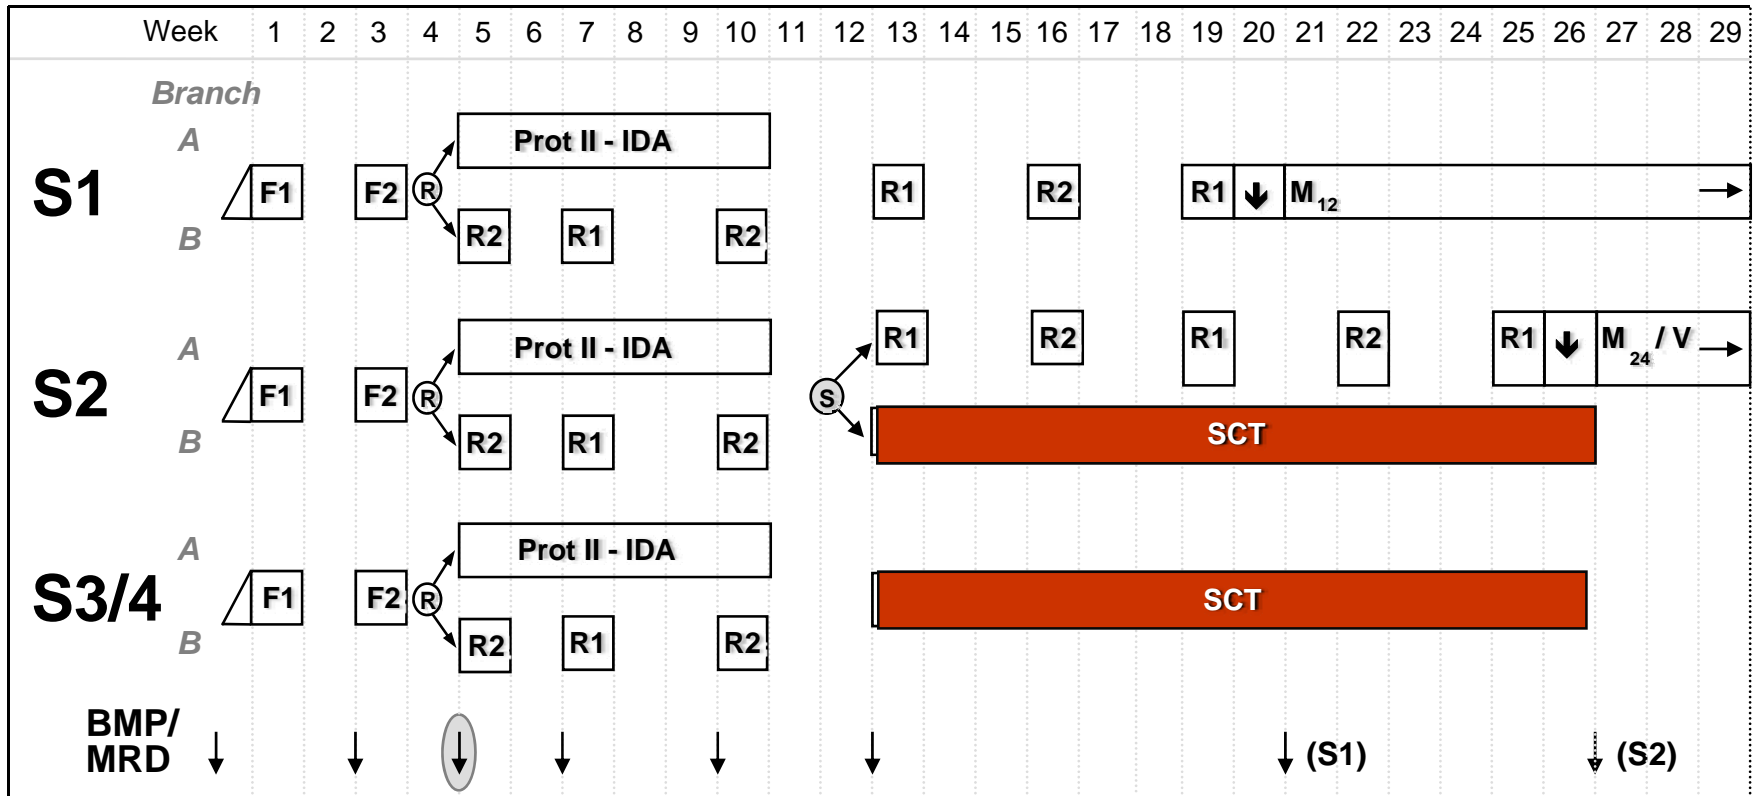 Week 1 2 3 4 5 6 7 8 9 10 11 12 13 14 15 16 17 18 19 20 21 22 23 24 25 26 27 28 29
Branch
A Prot II - IDA
S1 F1 F2 R R1 R2 R1 M12
B R2 R1 R2
A Prot II - IDA R1 R2 R1 R2 R1 M24 / V
S2 F1 F2 R S
B R2 R1 R2 SCT
A Prot II - IDA
S3/4 F1 F2 R SCT
B R2 R1 R2
BMP/
MRD (S1) (S2)